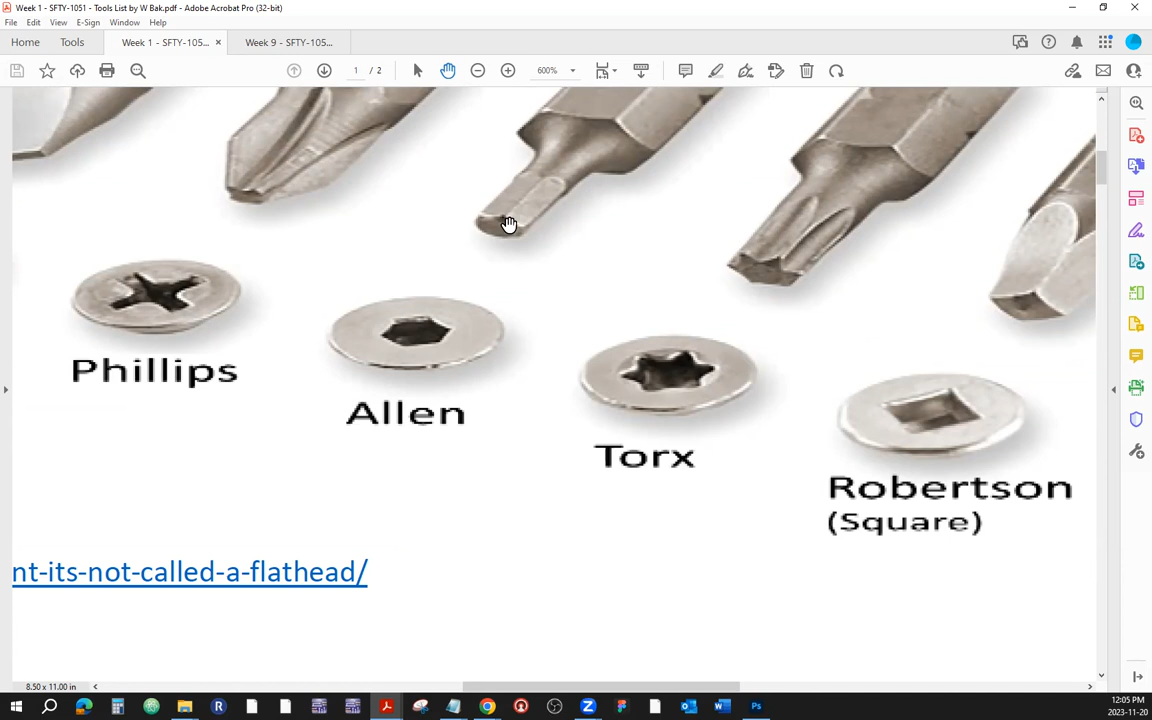 Week 1 - SFTY-1051 - Tools List by W Bak.pdf - Adobe Acrobat Pro (32-bit)
File Edit View E-Sign Window Help
Home Tools Week 1 - SFTY-105... × Week 9 - SFTY-105...
1 / 2 600%
Phillips
Allen
Torx
Robertson
(Square)
nt-its-not-called-a-flathead/
8.50 x 11.00 in
12:05 PM
2023-11-20